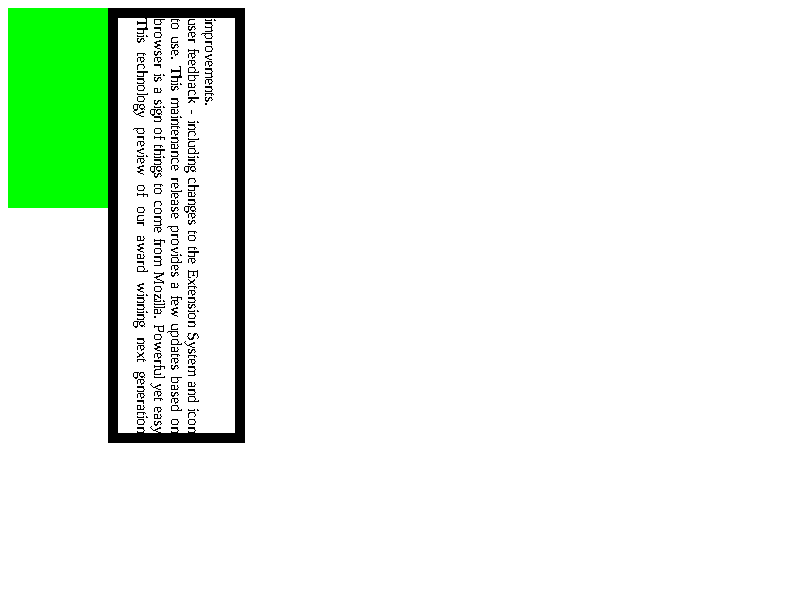 This technology preview of our award winning next generation
browser is a sign of things to come from Mozilla. Powerful yet easy
to use. This maintenance release provides a few updates based on
user feedback - including changes to the Extension System and icon
improvements.